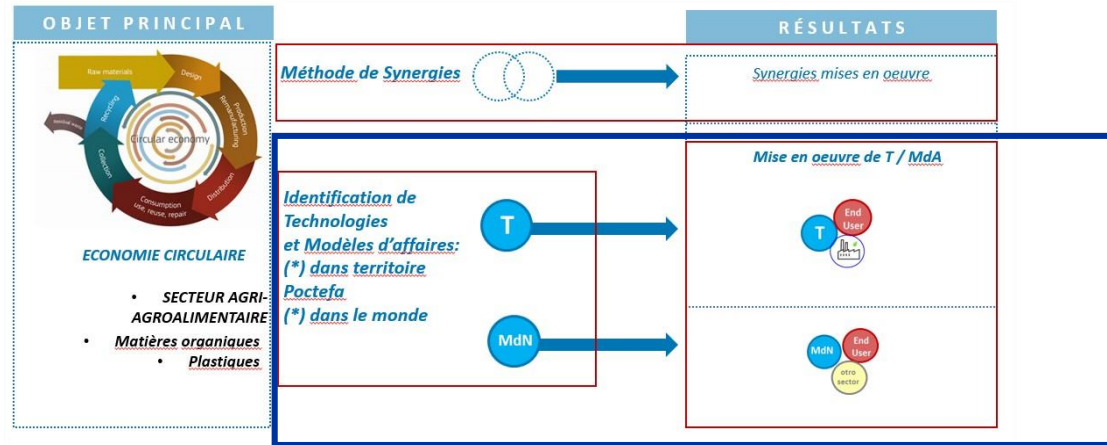 OBJET PRINCIPAL
Raw materials
Design
Production
Remanufacturing
Distribution
Consumption
use, reuse, repair
Collection
Recycling
Circular economy
ECONOMIE CIRCULAIRE
• SECTEUR AGRI-
AGROALIMENTAIRE
• Matières organiques
• Plastiques
RÉSULTATS
Méthode de Synergies
Synergies mises en oeuvre
Identification de
Technologies
et Modèles d'affaires:
(*) dans territoire
Poctefa
(*) dans le monde
T
MdN
Mise en oeuvre de T / MdA
T
End
User
MdN
End
User
otro
sector